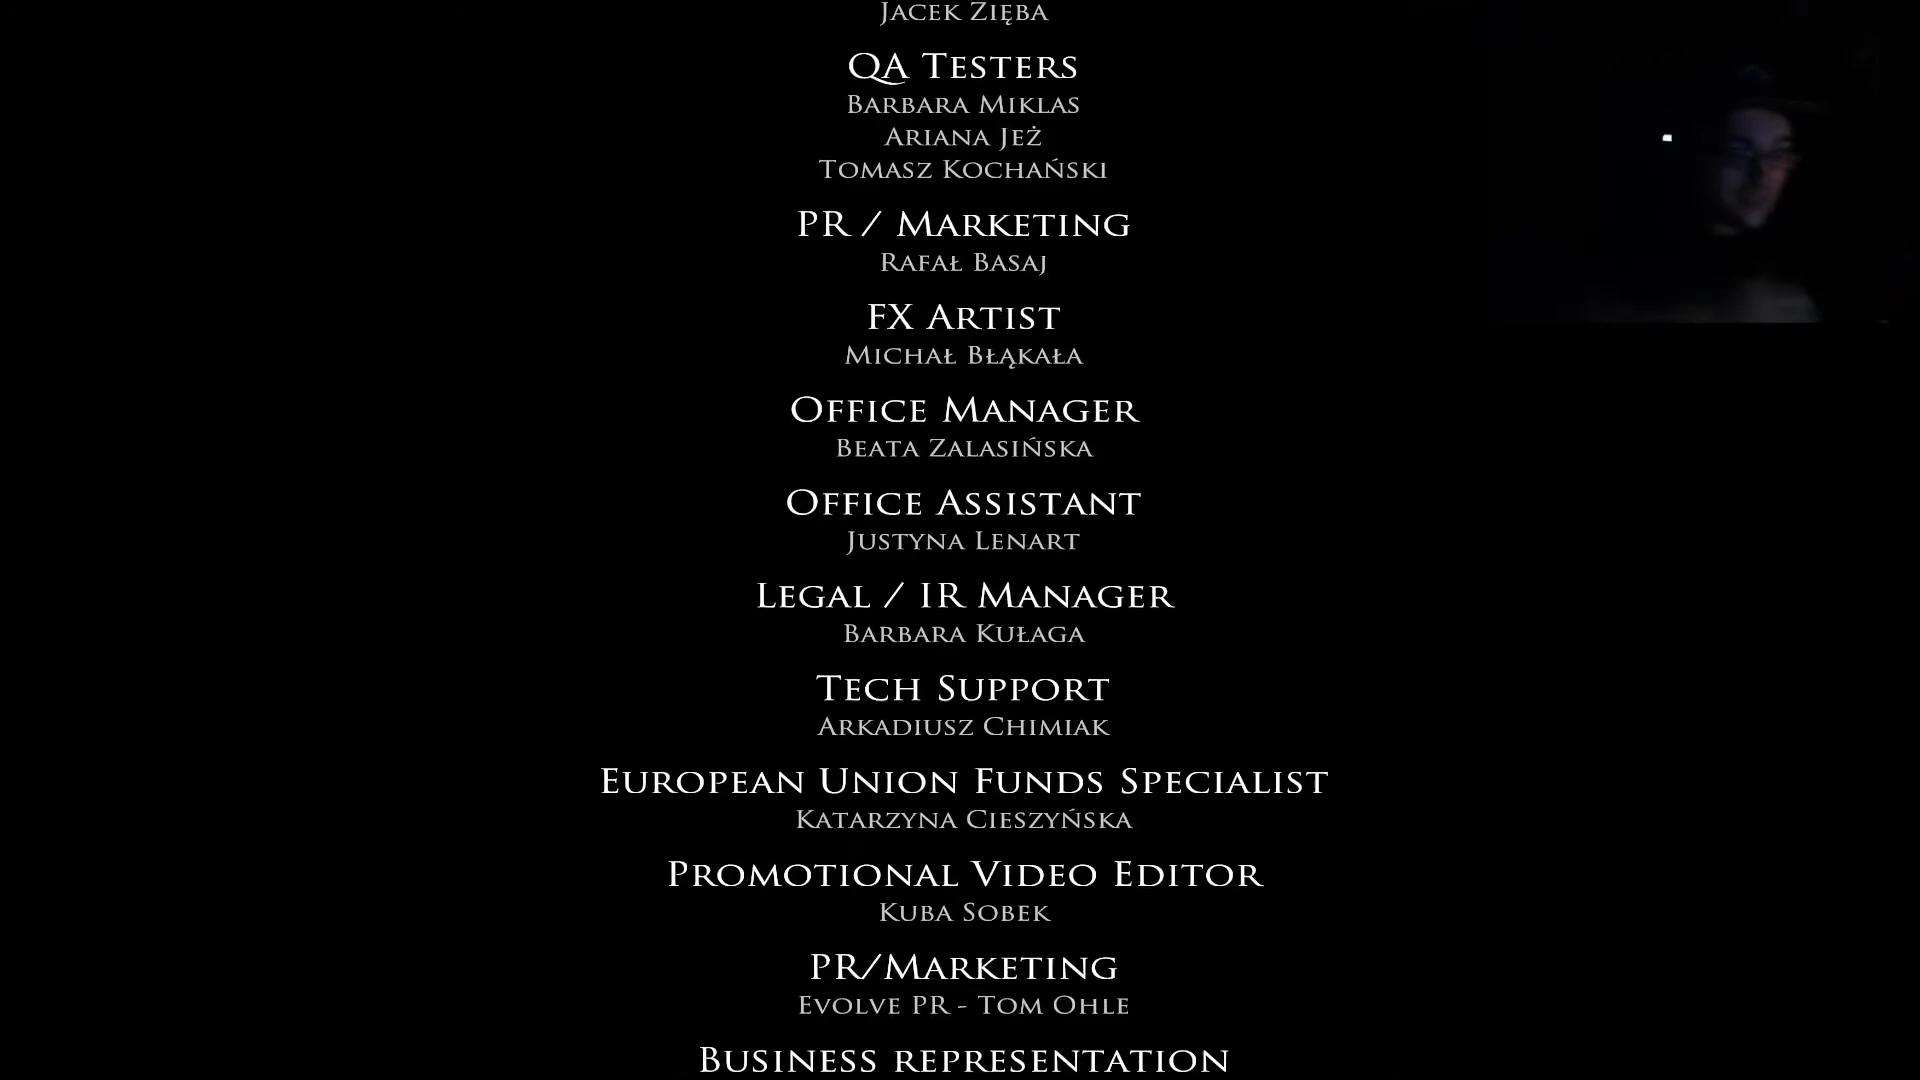 Jacek Zięba
QA Testers
Barbara Miklas
Ariana Jeż
Tomasz Kochański
PR / Marketing
Rafał Basaj
FX Artist
Michał Błąkała
Office Manager
Beata Zalasińska
Office Assistant
Justyna Lenart
Legal / IR Manager
Barbara Kułaga
Tech Support
Arkadiusz Chimiak
European Union Funds Specialist
Katarzyna Cieszyńska
Promotional Video Editor
Kuba Sobek
PR/Marketing
Evolve PR - Tom Ohle
Business representation